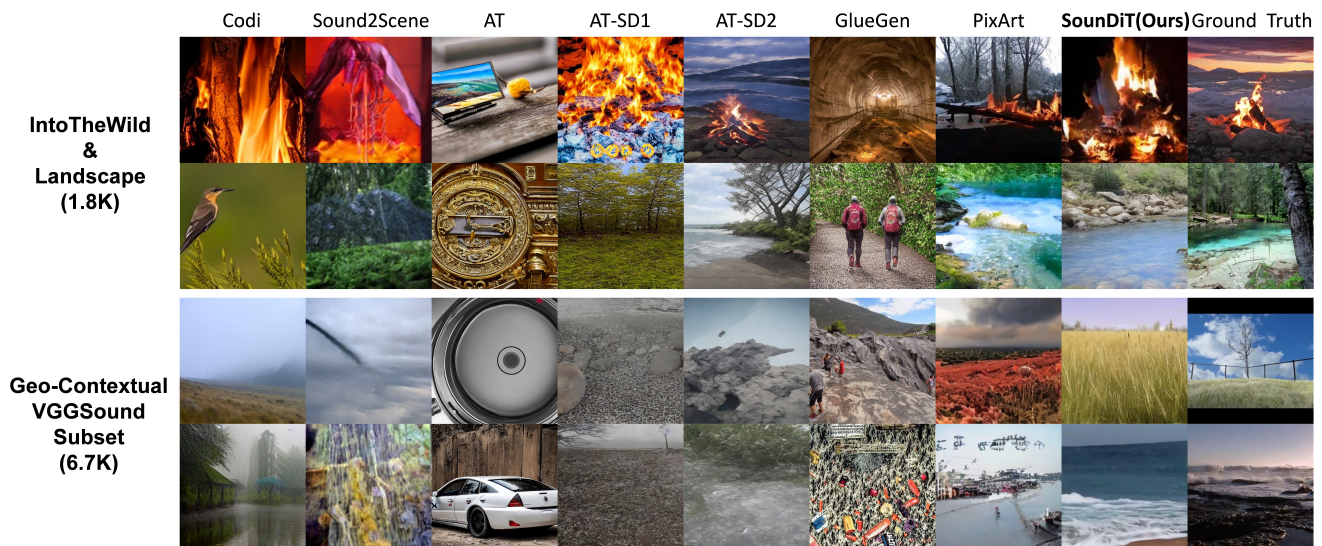 Codi Sound2Scene AT AT-SD1 AT-SD2 GlueGen PixArt SounDiT(Ours) Ground Truth
IntoTheWild
&
Landscape
(1.8K)
Geo-Contextual
VGGSound
Subset
(6.7K)